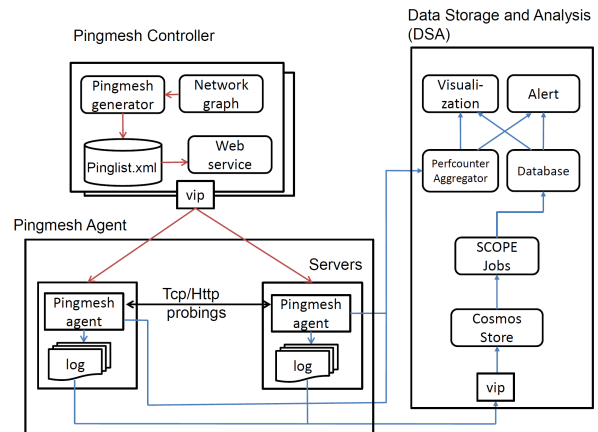 Pingmesh Controller
Pingmesh
generator
Network
graph
Pinglist.xml
Web
service
vip
Data Storage and Analysis
(DSA)
Visuali-
zation
Alert
Perfcounter
Aggregator
Database
SCOPE
Jobs
Cosmos
Store
vip
Pingmesh Agent
Servers
Pingmesh
agent
Tcp/Http
probings
Pingmesh
agent
log
log